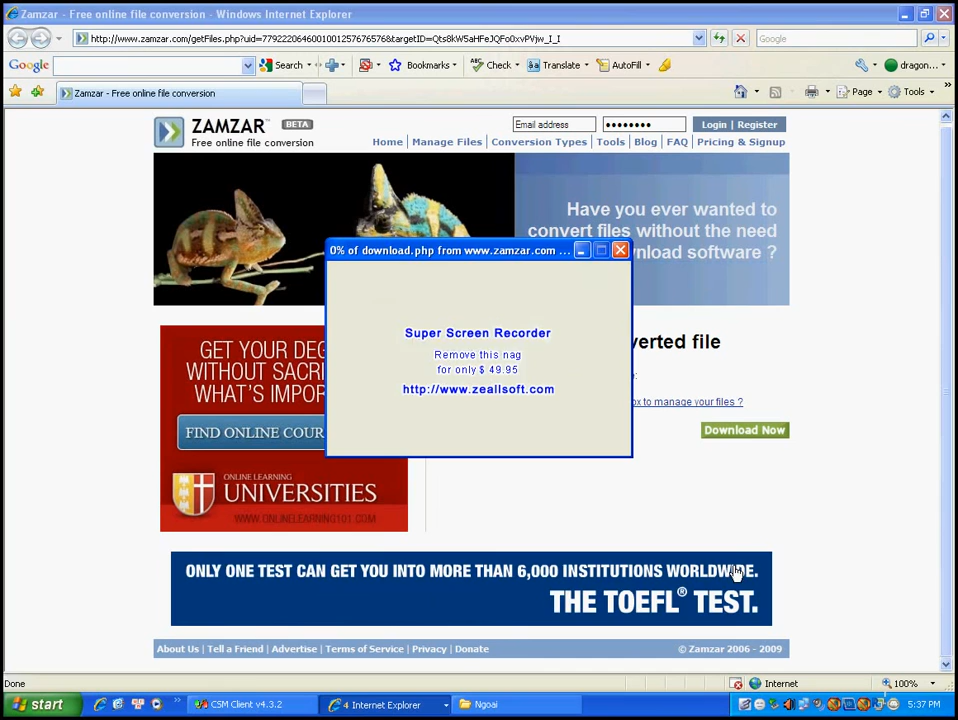 Zamzar - Free online file conversion - Windows Internet Explorer
http://www.zamzar.com/getFiles.php?uid=7792220646001001257676576&targetID=Qts8kW5aHFeJQFo0xvPVjw_I_I
Google
Google
Search
Bookmarks
Check
Translate
AutoFill
dragon...
Zamzar - Free online file conversion
Page
Tools
ZAMZAR™ BETA
Free online file conversion
Email address
Login | Register
Home | Manage Files | Conversion Types | Tools | Blog | FAQ | Pricing & Signup
Have you ever wanted to
convert files without the need
nload software ?
0% of download.php from www.zamzar.com ...
Super Screen Recorder
Remove this nag
for only $ 49.95
http://www.zeallsoft.com
verted file
e:
ox to manage your files ?
Download Now
GET YOUR DEG
WITHOUT SACRI
WHAT'S IMPOR
FIND ONLINE COUR
ONLINE LEARNING
UNIVERSITIES
WWW.ONLINELEARNING101.COM
ONLY ONE TEST CAN GET YOU INTO MORE THAN 6,000 INSTITUTIONS WORLDWIDE.
THE TOEFL® TEST.
About Us | Tell a Friend | Advertise | Terms of Service | Privacy | Donate
© Zamzar 2006 - 2009
Done
Internet
100%
start
CSM Client v4.3.2
4 Internet Explorer
Ngoai
5:37 PM